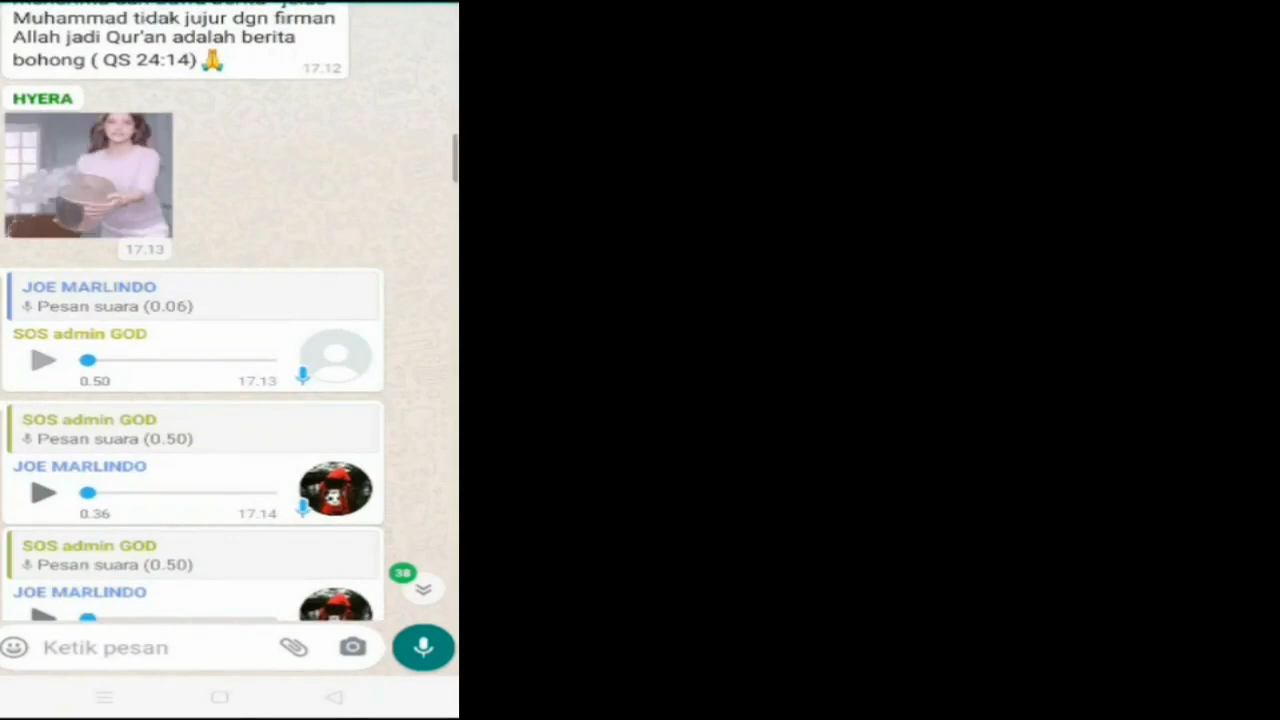 Muhammad tidak jujur dgn firman
Allah jadi Qur'an adalah berita
bohong ( QS 24:14) 🙏
17.12
HYERA
17.13
JOE MARLINDO
Pesan suara (0.06)
SOS admin GOD
0.50 17.13
SOS admin GOD
Pesan suara (0.50)
JOE MARLINDO
0.36 17.14
SOS admin GOD
Pesan suara (0.50)
JOE MARLINDO
38
Ketik pesan